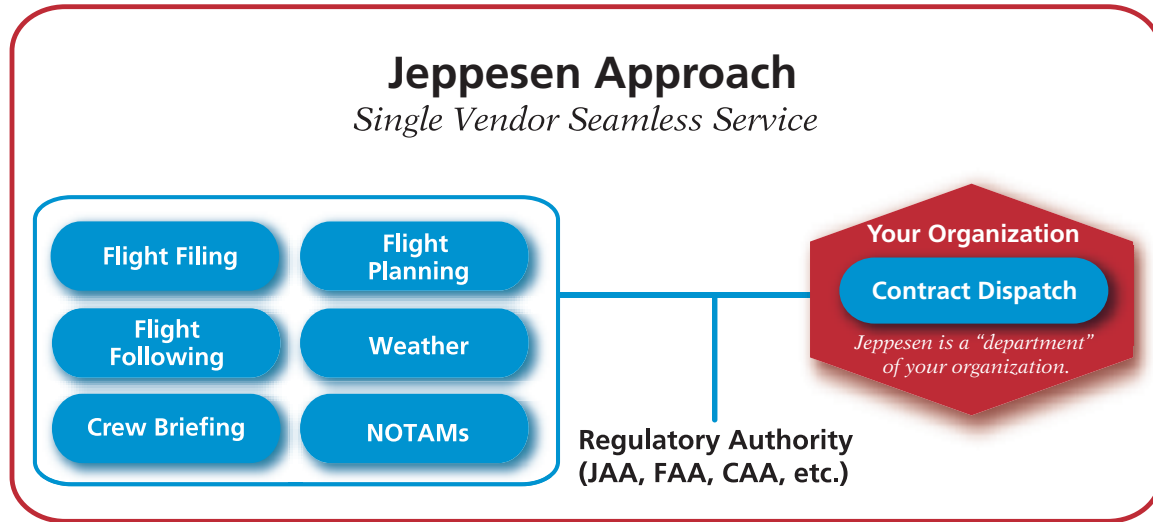 Jeppesen Approach
Single Vendor Seamless Service
Flight Filing
Flight
Planning
Flight
Following
Weather
Crew Briefing
NOTAMs
Your Organization
Contract Dispatch
Jeppesen is a “department”
of your organization.
Regulatory Authority
(JAA, FAA, CAA, etc.)